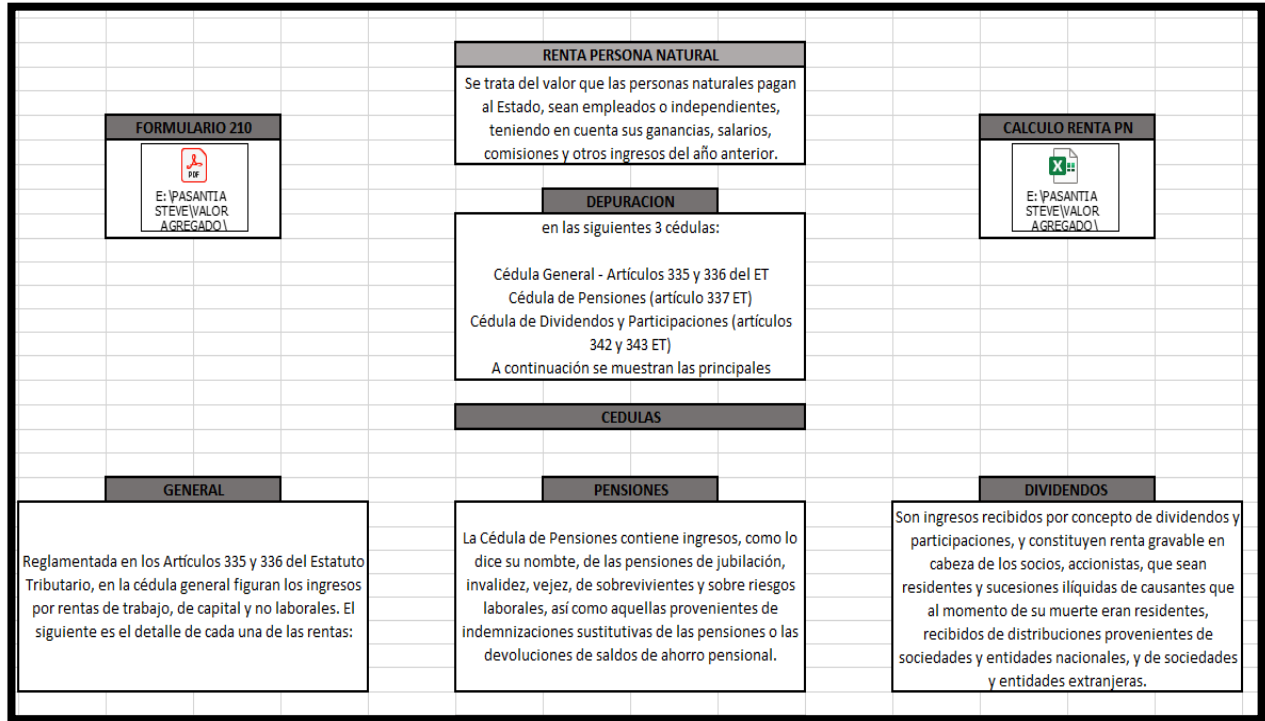 RENTA PERSONA NATURAL
Se trata del valor que las personas naturales pagan
al Estado, sean empleados o independientes,
teniendo en cuenta sus ganancias, salarios,
comisiones y otros ingresos del año anterior.
FORMULARIO 210
PDF
E:\PASANTIA
STEVE\VALOR
AGREGADO\
CALCULO RENTA PN
X
E:\PASANTIA
STEVE\VALOR
AGREGADO\
DEPURACION
en las siguientes 3 cédulas:
Cédula General - Artículos 335 y 336 del ET
Cédula de Pensiones (artículo 337 ET)
Cédula de Dividendos y Participaciones (artículos
342 y 343 ET)
A continuación se muestran las principales
CEDULAS
GENERAL
Reglamentada en los Artículos 335 y 336 del Estatuto
Tributario, en la cédula general figuran los ingresos
por rentas de trabajo, de capital y no laborales. El
siguiente es el detalle de cada una de las rentas:
PENSIONES
La Cédula de Pensiones contiene ingresos, como lo
dice su nombte, de las pensiones de jubilación,
invalidez, vejez, de sobrevivientes y sobre riesgos
laborales, así como aquellas provenientes de
indemnizaciones sustitutivas de las pensiones o las
devoluciones de saldos de ahorro pensional.
DIVIDENDOS
Son ingresos recibidos por concepto de dividendos y
participaciones, y constituyen renta gravable en
cabeza de los socios, accionistas, que sean
residentes y sucesiones ilíquidas de causantes que
al momento de su muerte eran residentes,
recibidos de distribuciones provenientes de
sociedades y entidades nacionales, y de sociedades
y entidades extranjeras.